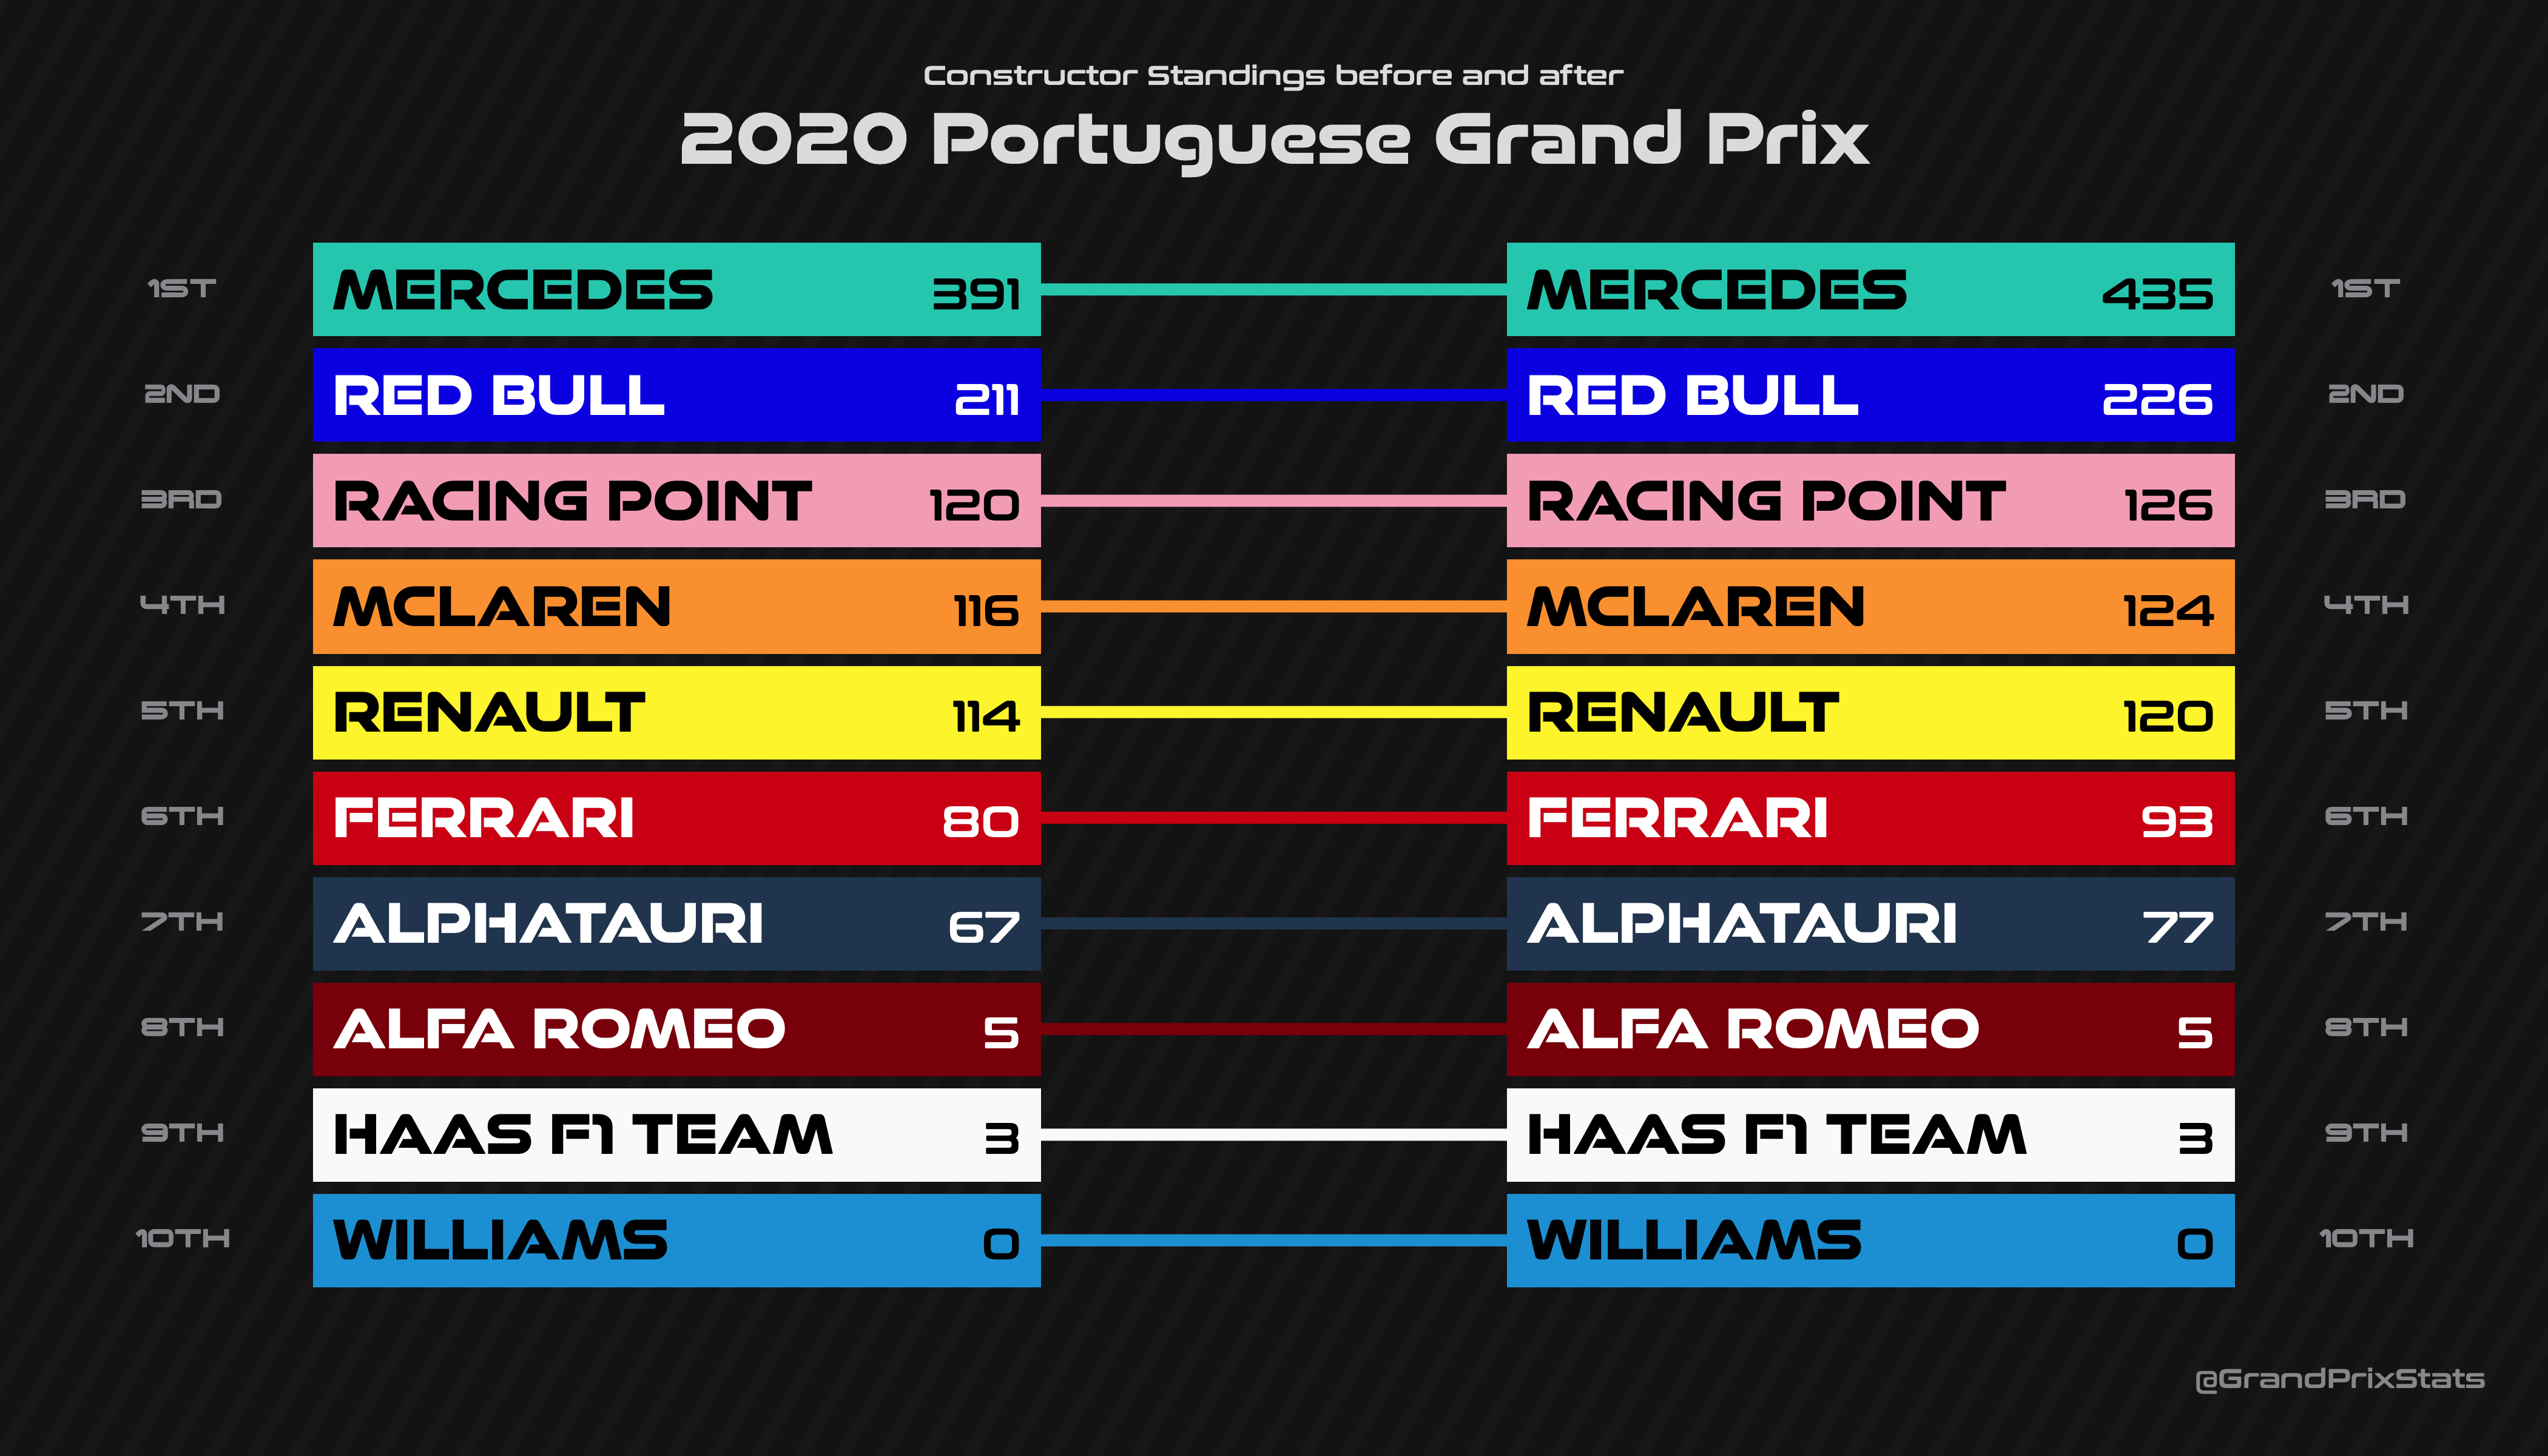 Constructor Standings before and after
2020 Portuguese Grand Prix
1ST MERCEDES 391 MERCEDES 435 1ST
2ND RED BULL 211 RED BULL 226 2ND
3RD RACING POINT 120 RACING POINT 126 3RD
4TH MCLAREN 116 MCLAREN 124 4TH
5TH RENAULT 114 RENAULT 120 5TH
6TH FERRARI 80 FERRARI 93 6TH
7TH ALPHATAURI 67 ALPHATAURI 77 7TH
8TH ALFA ROMEO 5 ALFA ROMEO 5 8TH
9TH HAAS F1 TEAM 3 HAAS F1 TEAM 3 9TH
10TH WILLIAMS 0 WILLIAMS 0 10TH
@GrandPrixStats